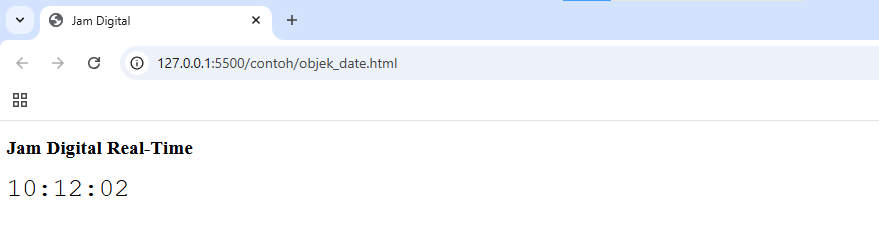 Jam Digital
127.0.0.1:5500/contoh/objek_date.html
Jam Digital Real-Time
10:12:02